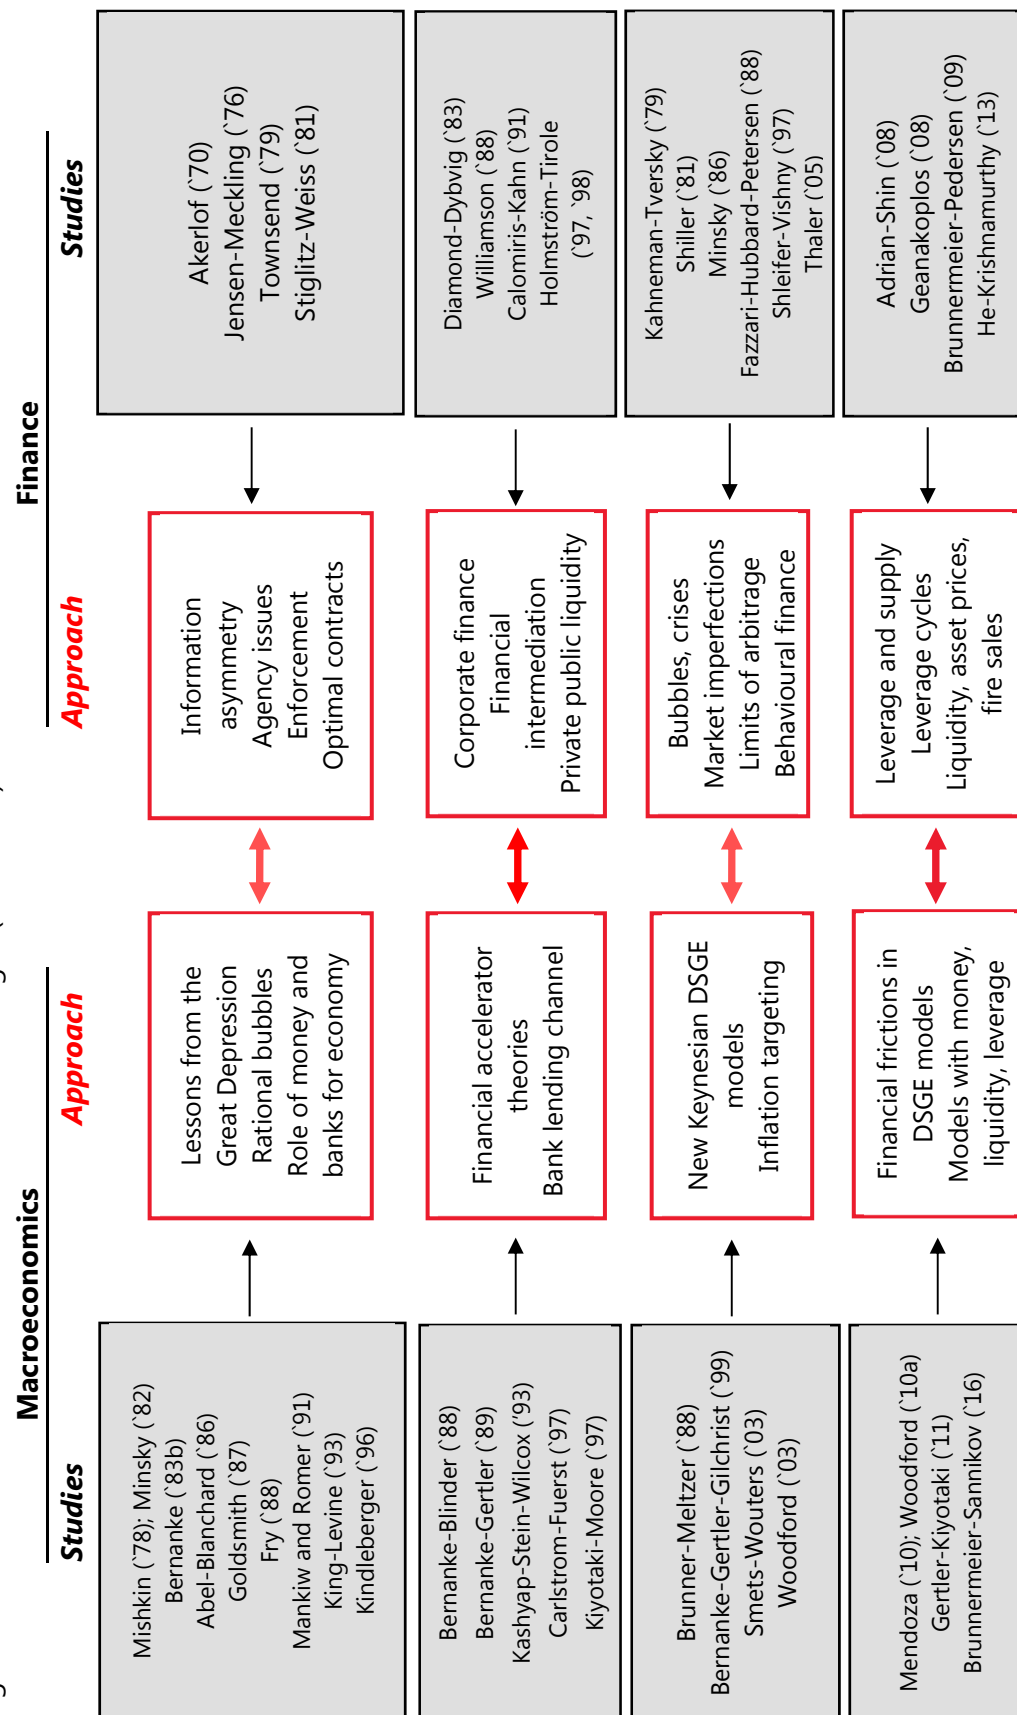 Macroeconomics
Finance
Studies
Approach
Approach
Studies
Mishkin (`78); Minsky (`82)
Bernanke (`83b)
Abel-Blanchard (`86)
Goldsmith (`87)
Fry (`88)
Mankiw and Romer (`91)
King-Levine (`93)
Kindleberger (`96)
Lessons from the
Great Depression
Rational bubbles
Role of money and
banks for economy
Information
asymmetry
Agency issues
Enforcement
Optimal contracts
Akerlof (`70)
Jensen-Meckling (`76)
Townsend (`79)
Stiglitz-Weiss (`81)
Bernanke-Blinder (`88)
Bernanke-Gertler (`89)
Kashyap-Stein-Wilcox ('93)
Carlstrom-Fuerst (`97)
Kiyotaki-Moore (`97)
Financial accelerator
theories
Bank lending channel
Corporate finance
Financial
intermediation
Private public liquidity
Diamond-Dybvig (`83)
Williamson (`88)
Calomiris-Kahn (`91)
Holmström-Tirole
(`97, `98)
Brunner-Meltzer (`88)
Bernanke-Gertler-Gilchrist (`99)
Smets-Wouters (`03)
Woodford (`03)
New Keynesian DSGE
models
Inflation targeting
Bubbles, crises
Market imperfections
Limits of arbitrage
Behavioural finance
Kahneman-Tversky (`79)
Shiller (`81)
Minsky (`86)
Fazzari-Hubbard-Petersen (`88)
Shleifer-Vishny (`97)
Thaler (`05)
Mendoza (`10); Woodford (`10a)
Gertler-Kiyotaki (`11)
Brunnermeier-Sannikov (`16)
Financial frictions in
DSGE models
Models with money,
liquidity, leverage
Leverage and supply
Leverage cycles
Liquidity, asset prices,
fire sales
Adrian-Shin (`08)
Geanakoplos (`08)
Brunnermeier-Pedersen (`09)
He-Krishnamurthy (`13)